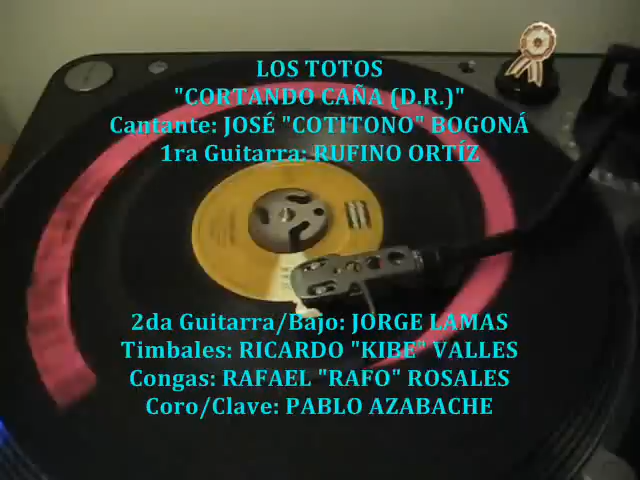 LOS TOTOS
"CORTANDO CAÑA (D.R.)"
Cantante: JOSÉ "COTITONO" BOGONÁ
1ra Guitarra: RUFINO ORTÍZ
2da Guitarra/Bajo: JORGE LAMAS
Timbales: RICARDO "KIBE" VALLES
Congas: RAFAEL "RAFO" ROSALES
Coro/Clave: PABLO AZABACHE